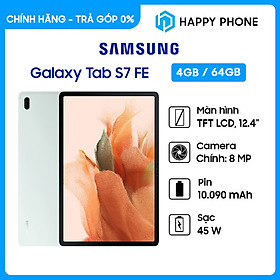 CHÍNH HÃNG - TRẢ GÓP 0%
HAPPY PHONE
SAMSUNG
Galaxy Tab S7 FE
4GB / 64GB
Màn hình
TFT LCD, 12.4"
Camera
Chính: 8 MP
Pin
10.090 mAh
Sạc
45 W